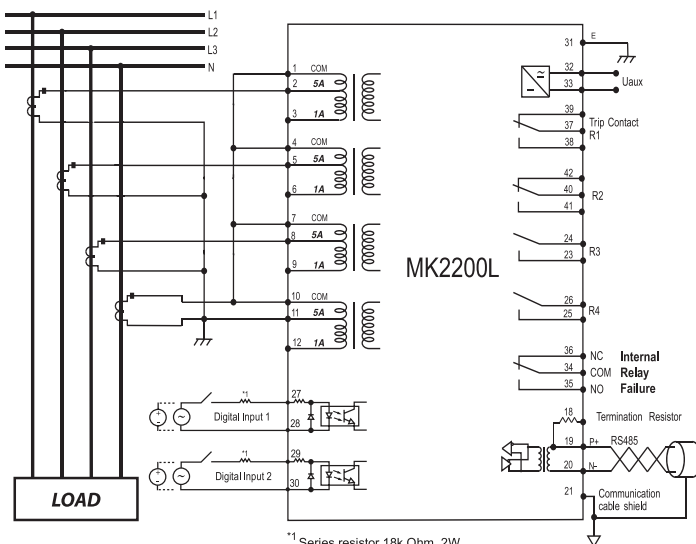 L1
L2
L3
N
1 COM
2 5A
3 1A
4 COM
5 5A
6 1A
7 COM
8 5A
9 1A
10 COM
11 5A
12 1A
*1 27
Digital Input 1
28
*1 29
Digital Input 2
30
LOAD
MK2200L
31 E
32
33
Uaux
39
37
38
Trip Contact
R1
42
40
41
R2
24
23
R3
26
25
R4
36 NC Internal
34 COM Relay
35 NO Failure
18 Termination Resistor
19 P+ RS485
20 N-
21 Communication
cable shield
*1 Series resistor 18k Ohm, 2W